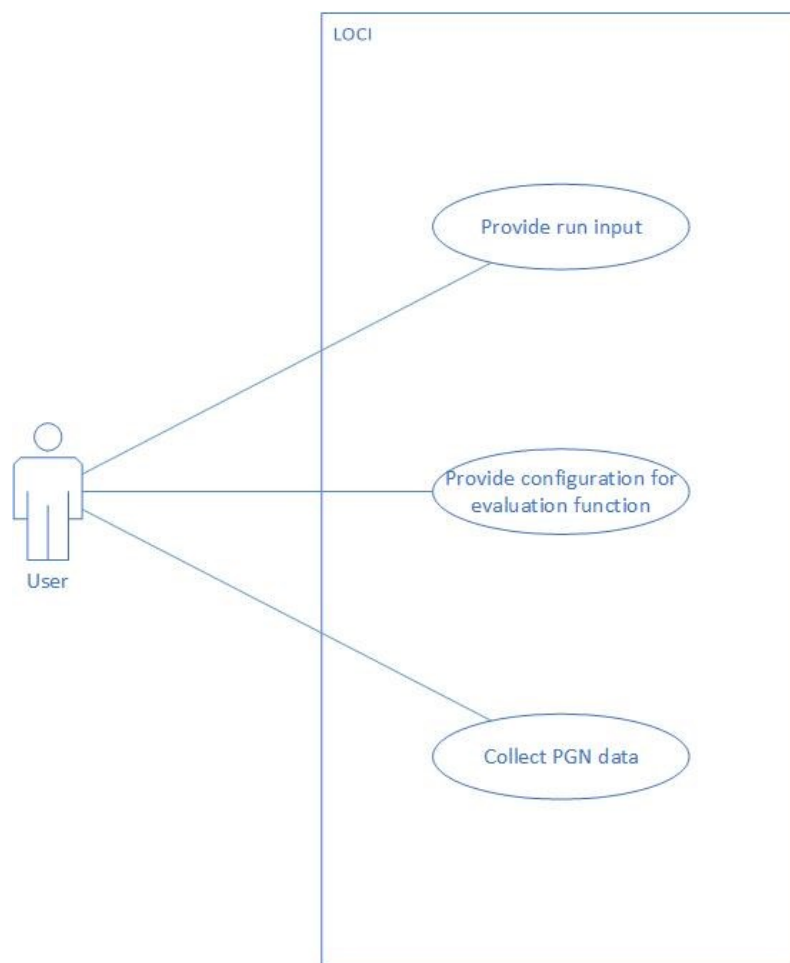 LOCI
Provide run input
Provide configuration for
evaluation function
User
Collect PGN data